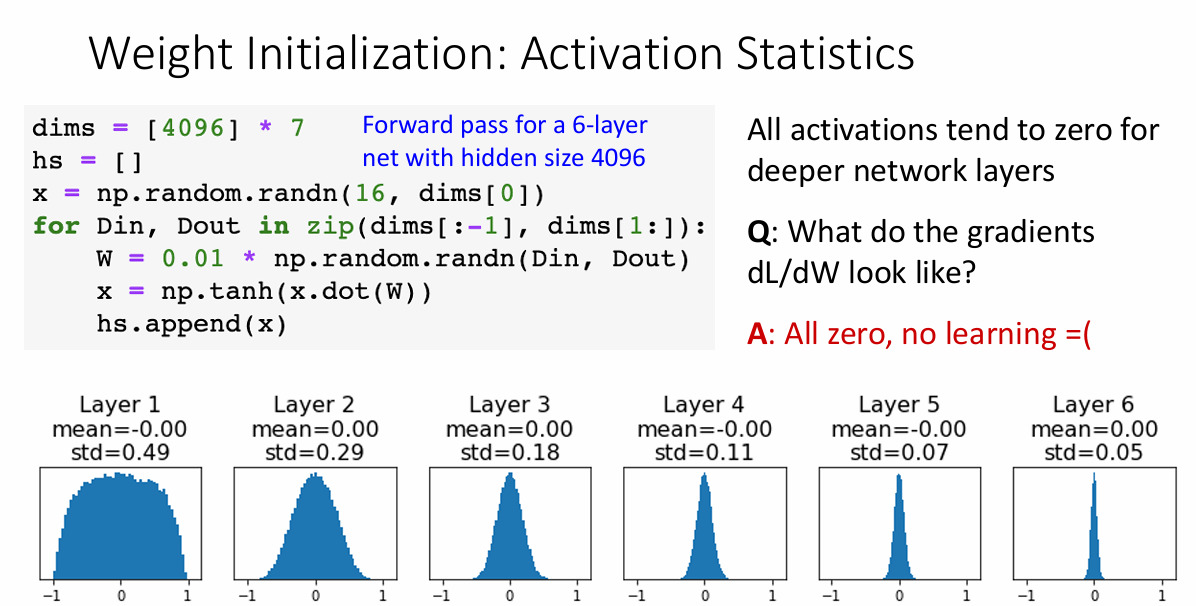 Weight Initialization: Activation Statistics
dims = [4096] * 7
hs = []
x = np.random.randn(16, dims[0])
for Din, Dout in zip(dims[:-1], dims[1:]):
    W = 0.01 * np.random.randn(Din, Dout)
    x = np.tanh(x.dot(W))
    hs.append(x)
Forward pass for a 6-layer
net with hidden size 4096
All activations tend to zero for
deeper network layers
Q: What do the gradients
dL/dW look like?
A: All zero, no learning =(
Layer 1
mean=-0.00
std=0.49
-1 0 1
Layer 2
mean=0.00
std=0.29
-1 0 1
Layer 3
mean=0.00
std=0.18
-1 0 1
Layer 4
mean=-0.00
std=0.11
-1 0 1
Layer 5
mean=-0.00
std=0.07
-1 0 1
Layer 6
mean=0.00
std=0.05
-1 0 1